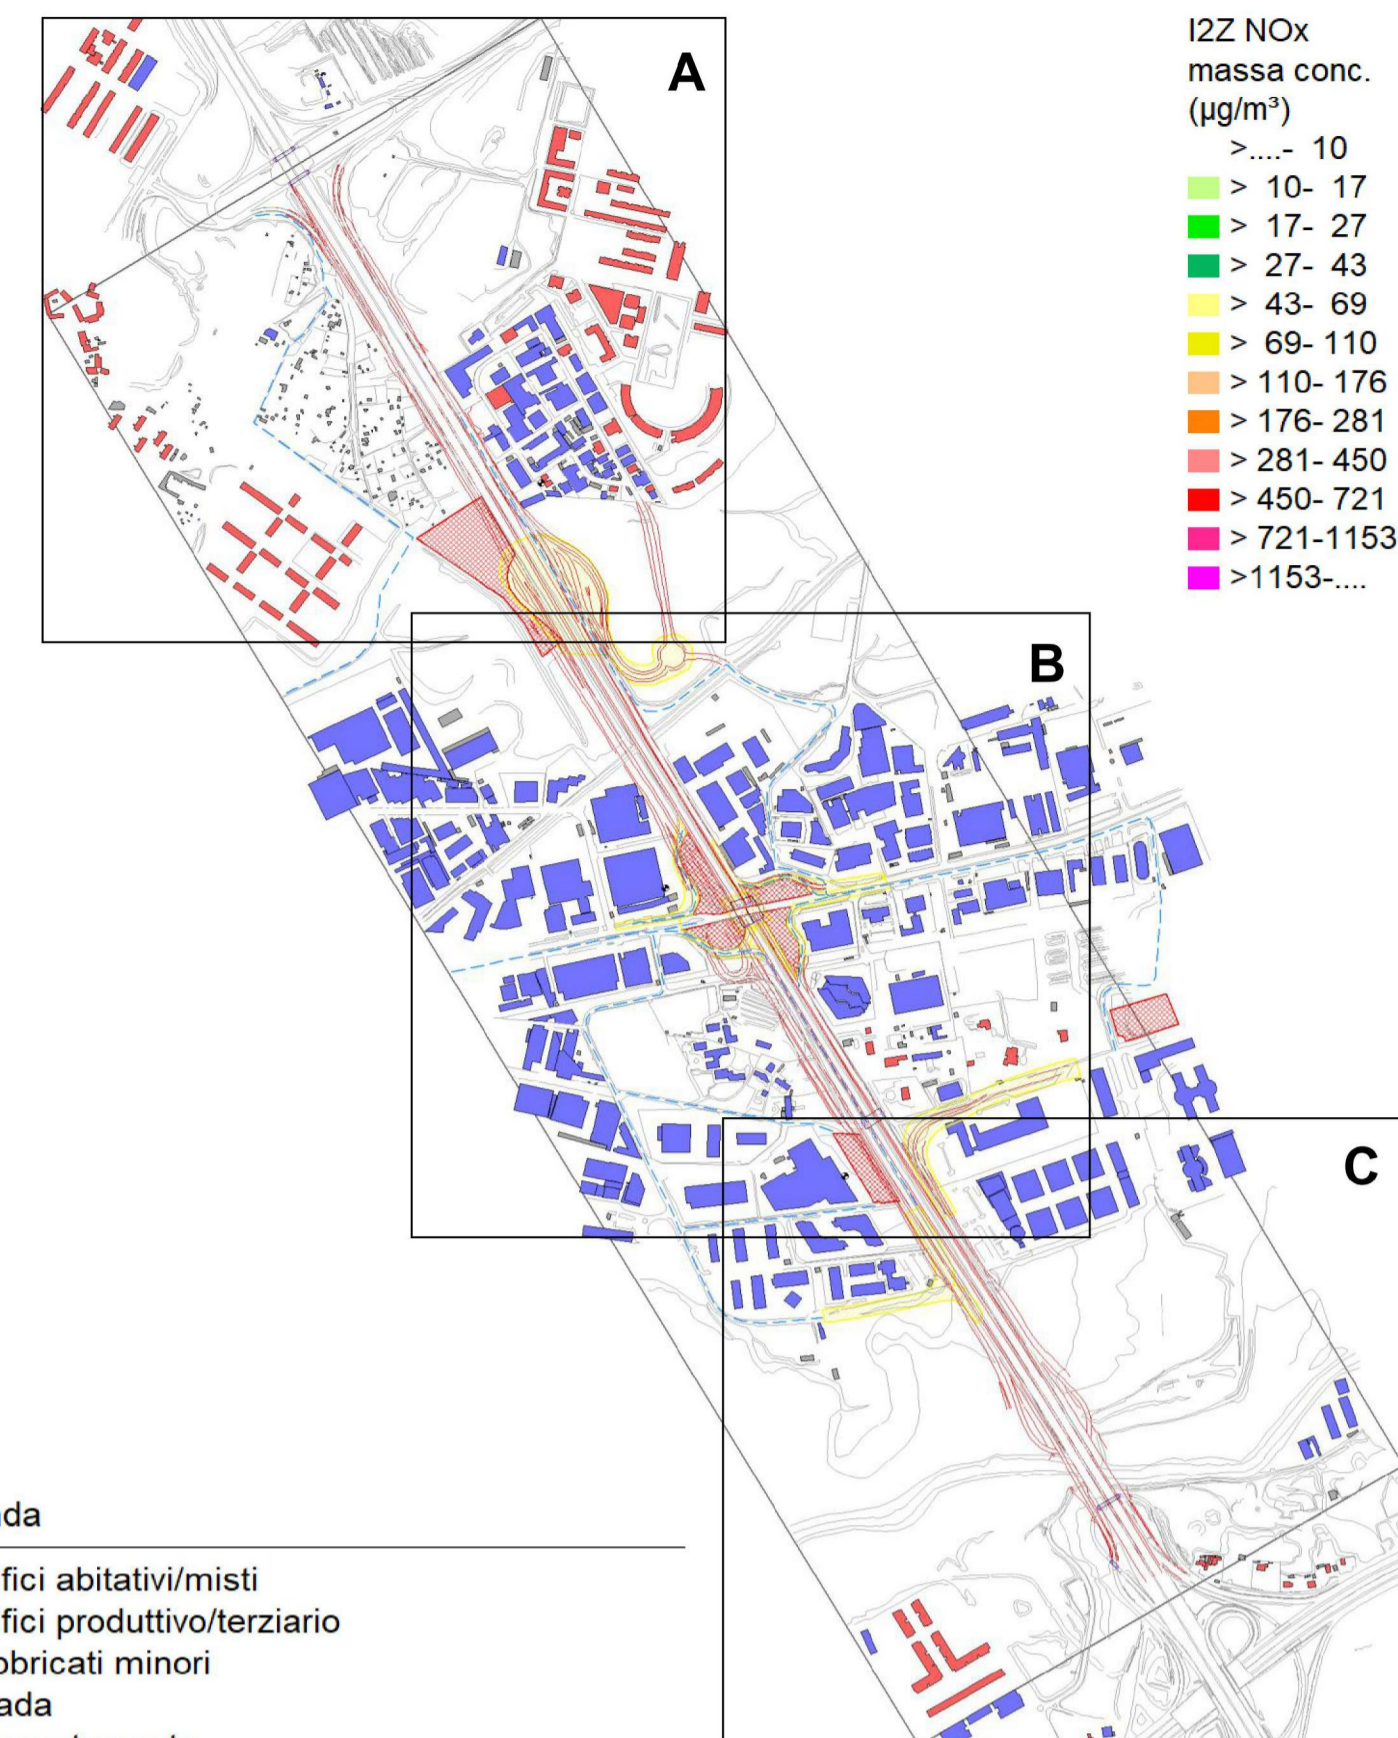 A
I2Z NOx
massa conc.
(µg/m³)
>....- 10
> 10- 17
> 17- 27
> 27- 43
> 43- 69
> 69- 110
> 110- 176
> 176- 281
> 281- 450
> 450- 721
> 721-1153
>1153-....
B
C
da
fici abitativi/misti
fici produttivo/terziario
bbricati minori
ada